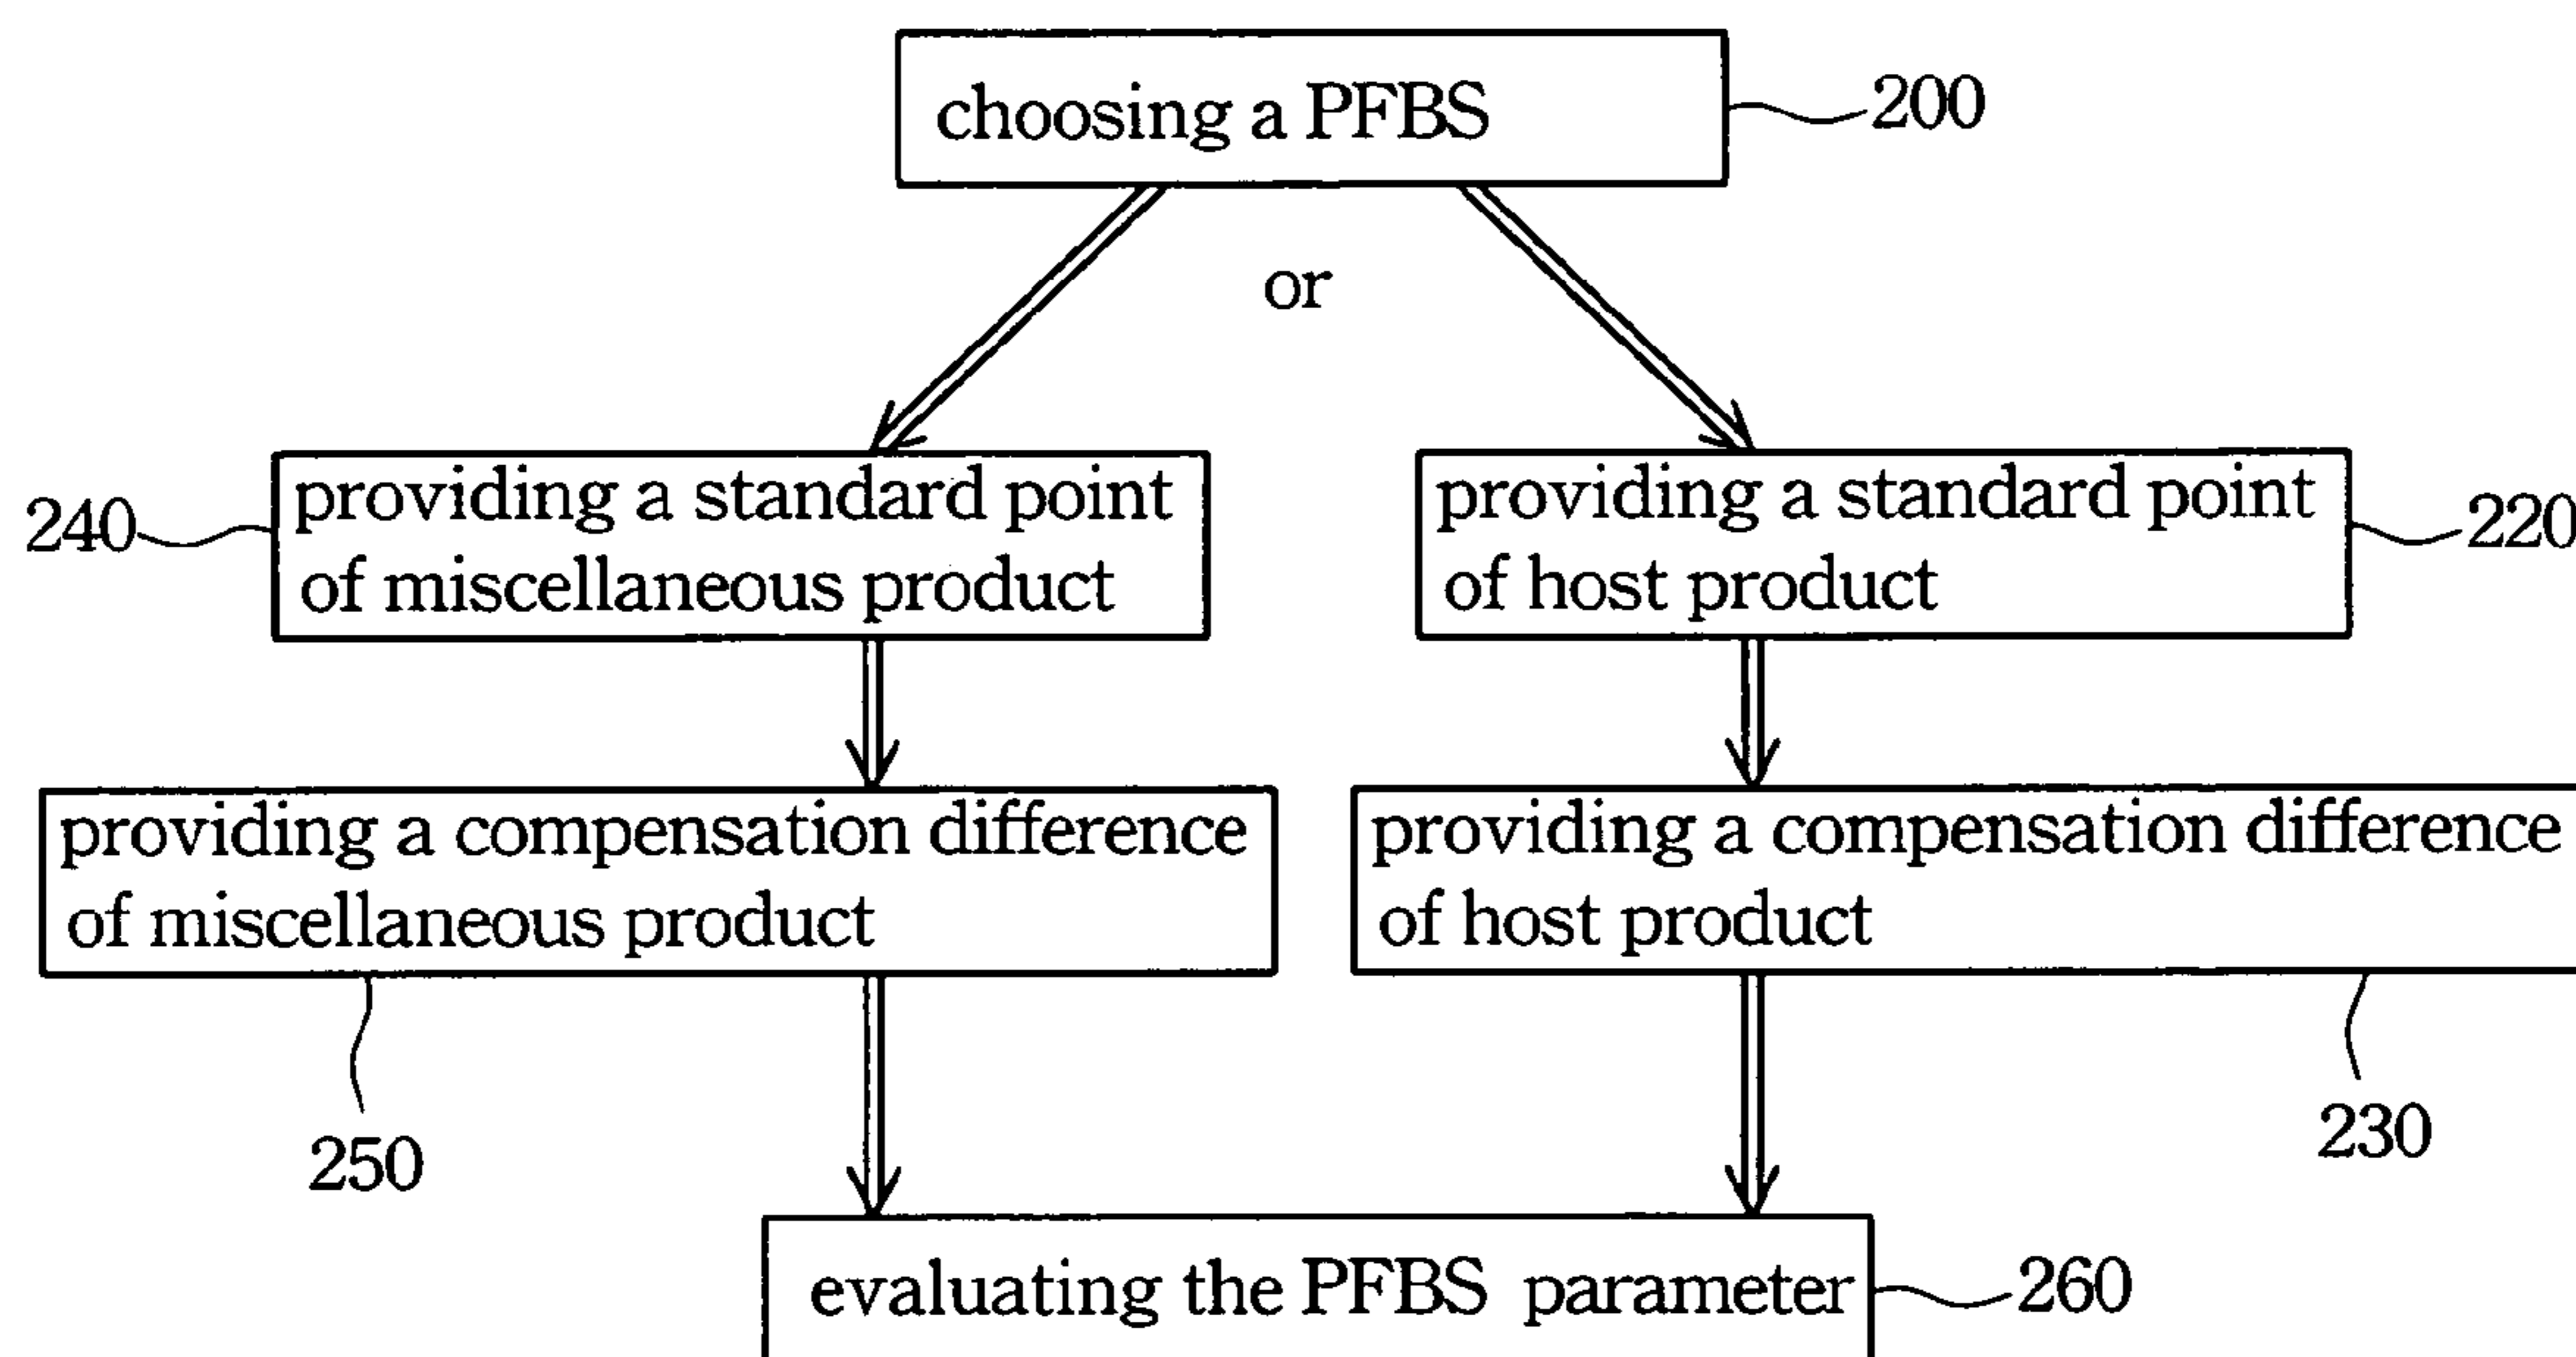 choosing a PFBS
200
or
240
providing a standard point
of miscellaneous product
providing a standard point
of host product
220
providing a compensation difference
of miscellaneous product
providing a compensation difference
of host product
250
230
evaluating the PFBS parameter
260